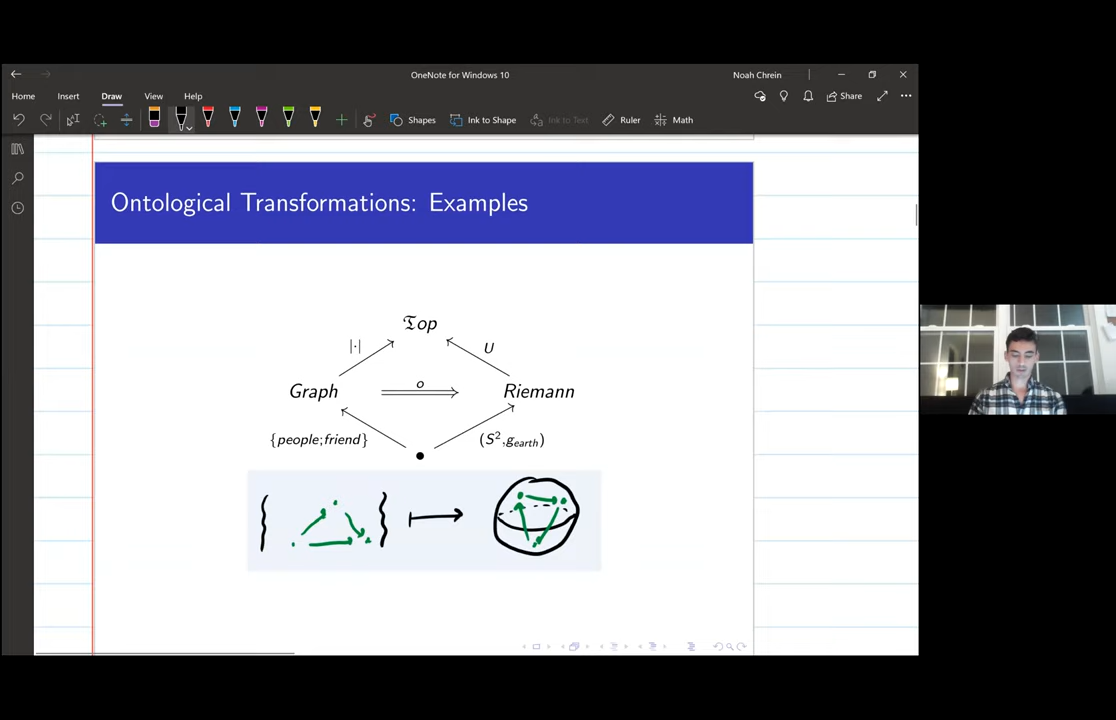 OneNote for Windows 10
Noah Chrein
Home Insert Draw View Help
Share
Shapes Ink to Shape Ink to Text Ruler Math
Ontological Transformations: Examples
𝔗op
|·| U
Graph o Riemann
{people;friend} (S²,g_earth)